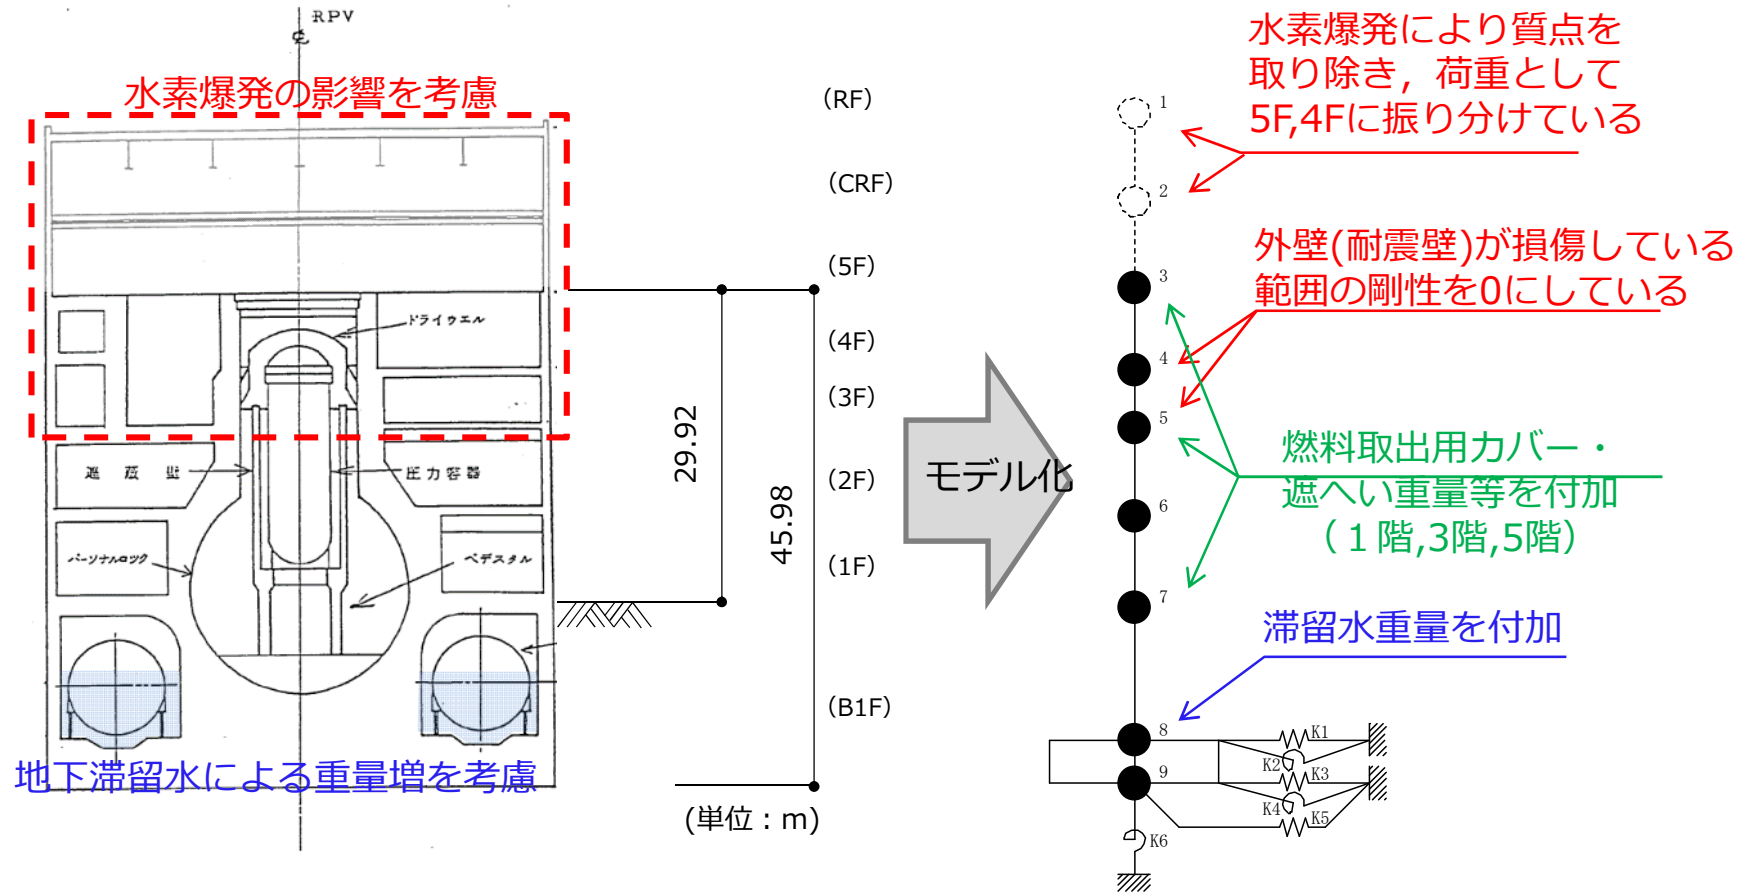 RPV
℄
水素爆発の影響を考慮
ドライウエル
遮蔽壁
圧力容器
パーソナルロック
ペデスタル
地下滞留水による重量増を考慮
29.92
45.98
(単位：m)
(RF)
(CRF)
(5F)
(4F)
(3F)
(2F)
(1F)
(B1F)
モデル化
1
2
3
4
5
6
7
8
9
K1
K2
K3
K4
K5
K6
水素爆発により質点を
取り除き，荷重として
5F,4Fに振り分けている
外壁(耐震壁)が損傷している
範囲の剛性を0にしている
燃料取出用カバー・
遮へい重量等を付加
（１階,3階,5階）
滞留水重量を付加